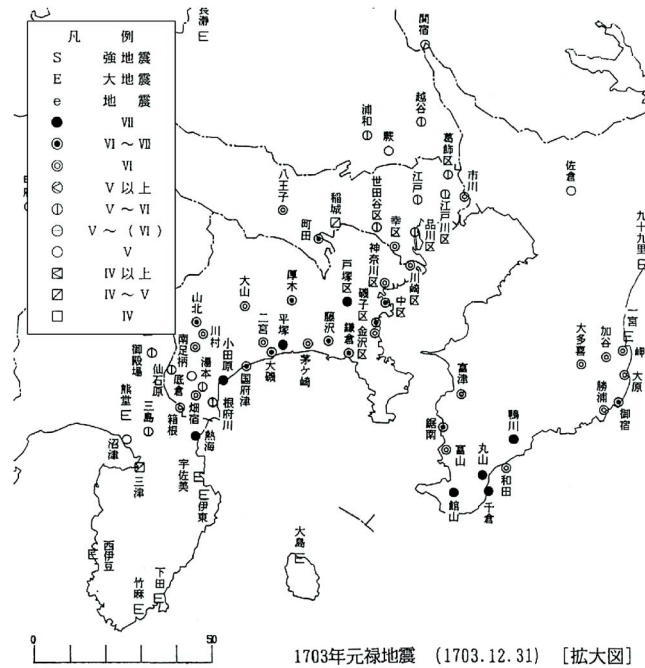 凡 例
S 強地震
E 大地震
e 地震
Ⅶ
Ⅵ～Ⅶ
Ⅵ
Ⅴ以上
Ⅴ～Ⅵ
Ⅴ～(Ⅵ)
Ⅴ
Ⅳ以上
Ⅳ～Ⅴ
Ⅳ
長瀞
E
関宿
浦和
越谷
蕨
葛飾区
市川
佐倉
八王子
稲城
世田谷区
江戸
江戸川区
町田
幸区
品川区
九十九里
E
神奈川区
川崎区
大山
厚木
戸塚区
磯子区
中区
山北
川村
二宮
平塚
藤沢
鎌倉
金沢区
一宮
E
岬
大多喜
加谷
大原
御殿場
南足柄
小田原
大磯
茅ケ崎
仙石原
底倉
湯本
国府津
富津
勝浦
御宿
熊堂
E
三島
箱根
畑宿
根府川
鋸南
鴨川
沼津
熱海
富山
丸山
和田
三津
宇佐美
伊東
E
館山
千倉
西伊豆
E
大島
E
竹麻
E
下田
E
0 50
1703年元禄地震 (1703.12.31) [拡大図]